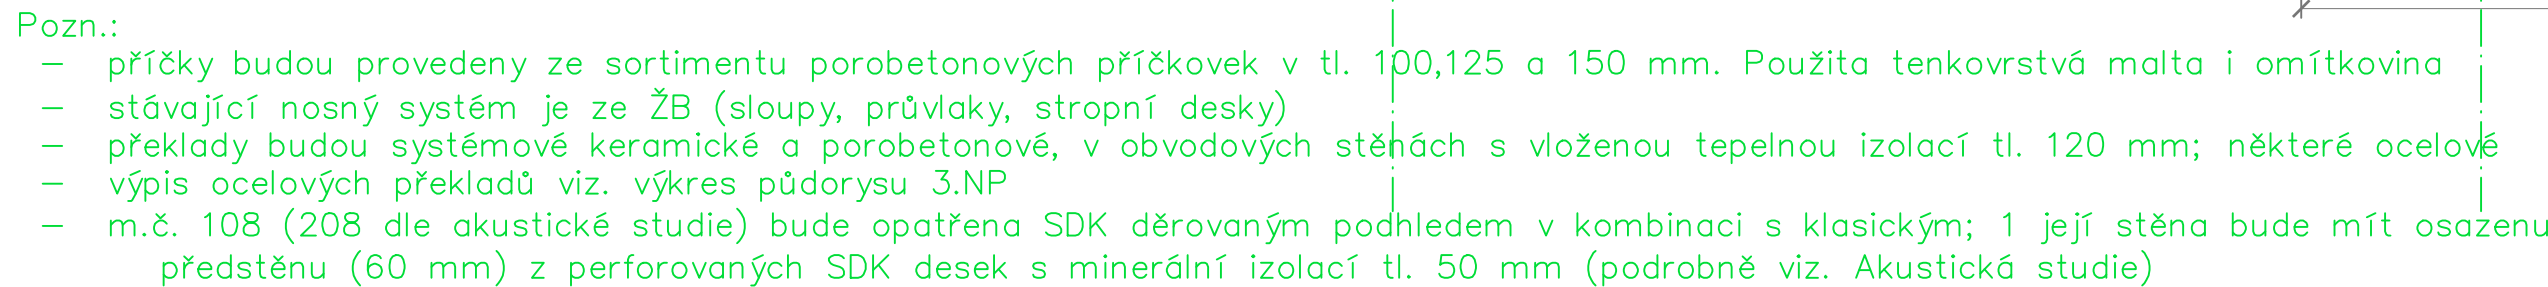 Pozn.:
– příčky budou provedeny ze sortimentu porobetonových příčkovek v tl. 100,125 a 150 mm. Použita tenkovrstvá malta i omítkovina
– stávající nosný systém je ze ŽB (sloupy, průvlaky, stropní desky)
– překlady budou systémové keramické a porobetonové, v obvodových stěnách s vloženou tepelnou izolací tl. 120 mm; některé ocelové
– výpis ocelových překladů viz. výkres půdorysu 3.NP
– m.č. 108 (208 dle akustické studie) bude opatřena SDK děrovaným podhledem v kombinaci s klasickým; 1 její stěna bude mít osazenu
předstěnu (60 mm) z perforovaných SDK desek s minerální izolací tl. 50 mm (podrobně viz. Akustická studie)